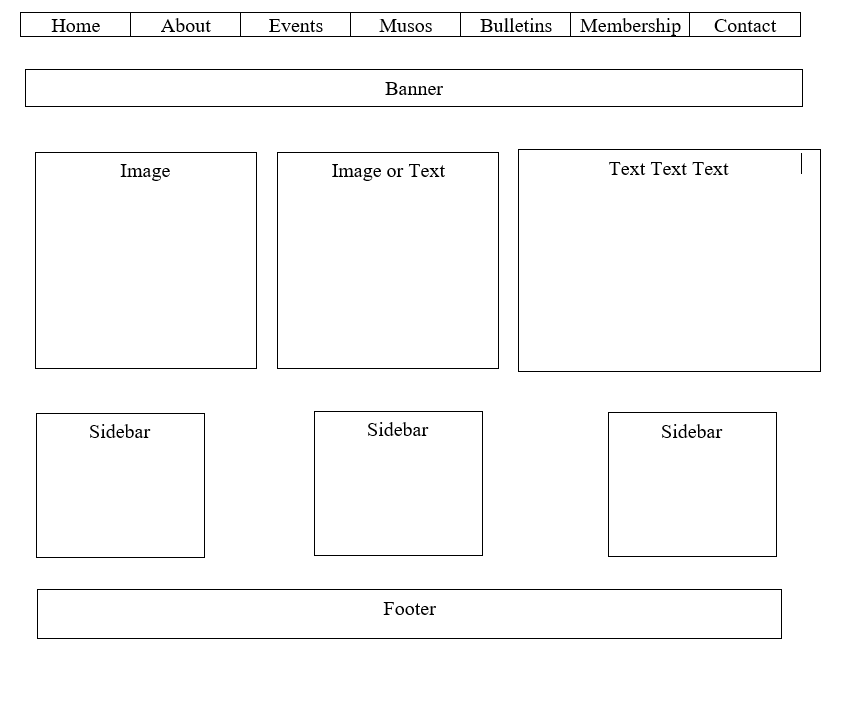 Home About Events Musos Bulletins Membership Contact
Banner
Image Image or Text Text Text Text
Sidebar Sidebar Sidebar
Footer